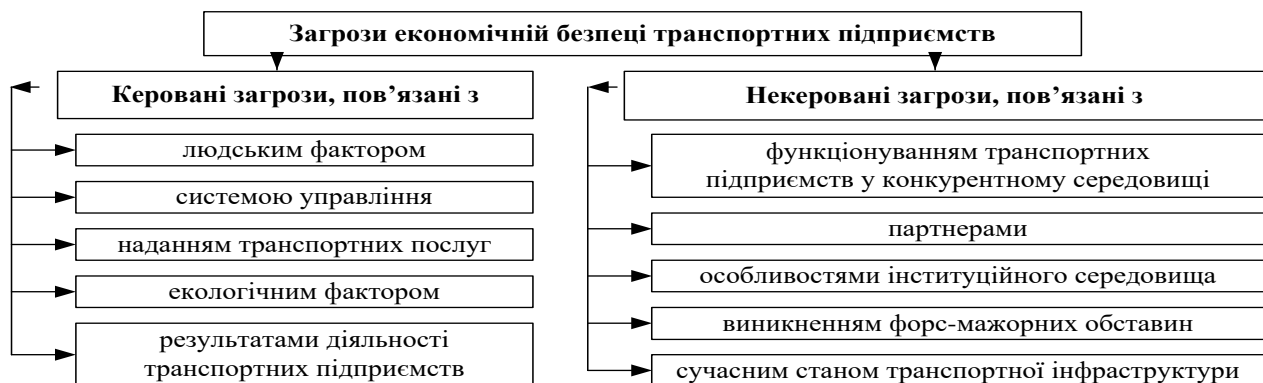 Загрози економічній безпеці транспортних підприємств
Керовані загрози, пов’язані з
людським фактором
системою управління
наданням транспортних послуг
екологічним фактором
результатами діяльності
транспортних підприємств
Некеровані загрози, пов’язані з
функціонуванням транспортних
підприємств у конкурентному середовищі
партнерами
особливостями інституційного середовища
виникненням форс-мажорних обставин
сучасним станом транспортної інфраструктури